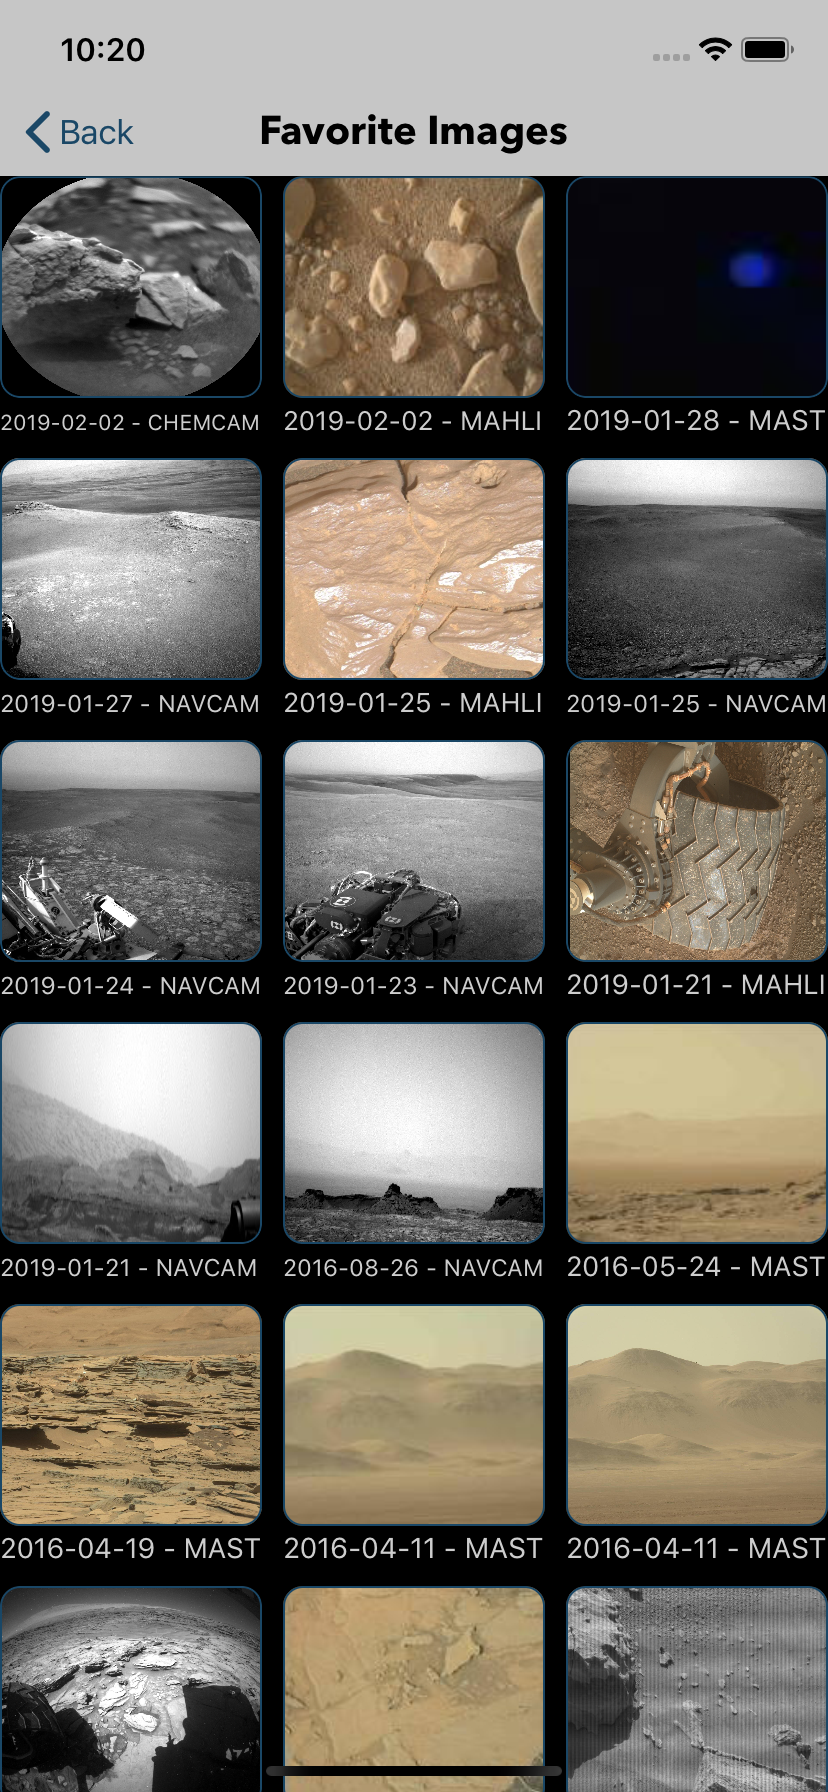 10:20
Back
Favorite Images
2019-02-02 - CHEMCAM
2019-02-02 - MAHLI
2019-01-28 - MAST
2019-01-27 - NAVCAM
2019-01-25 - MAHLI
2019-01-25 - NAVCAM
2019-01-24 - NAVCAM
2019-01-23 - NAVCAM
2019-01-21 - MAHLI
2019-01-21 - NAVCAM
2016-08-26 - NAVCAM
2016-05-24 - MAST
2016-04-19 - MAST
2016-04-11 - MAST
2016-04-11 - MAST